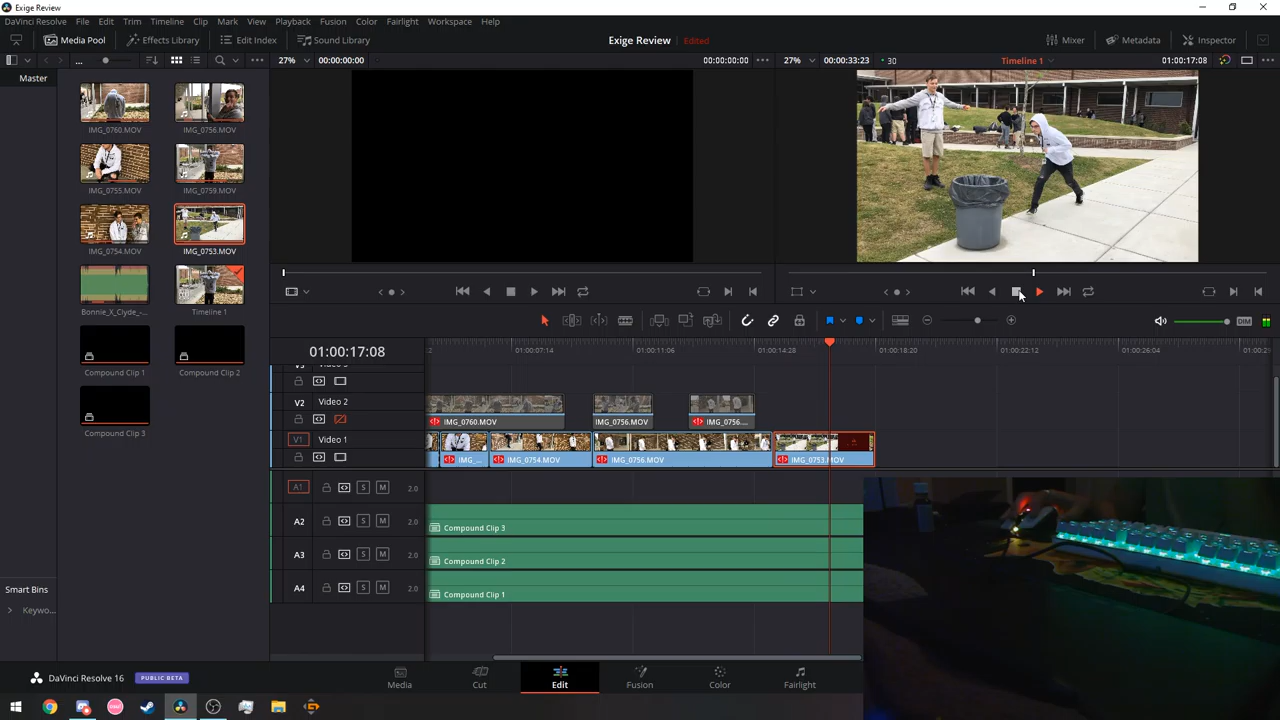 Exige Review
DaVinci Resolve File Edit Trim Timeline Clip Mark View Playback Fusion Color Fairlight Workspace Help
Media Pool Effects Library Edit Index Sound Library Exige Review Edited Mixer Metadata Inspector
... 27% 00:00:00:00 00:00:00:00 27% 00:00:33:23 30 Timeline 1 01:00:17:08
Master
IMG_0760.MOV IMG_0756.MOV
IMG_0755.MOV IMG_0759.MOV
IMG_0754.MOV IMG_0753.MOV
Bonnie_X_Clyde_-... Timeline 1
Compound Clip 1 Compound Clip 2
Compound Clip 3
DIM
01:00:17:08
01:00:07:14 01:00:11:06 01:00:14:28 01:00:18:20 01:00:22:12 01:00:26:04 01:00:29
V2 Video 2
IMG_0760.MOV IMG_0756.MOV IMG_0756....
V1 Video 1
IMG_... IMG_0754.MOV IMG_0756.MOV IMG_0753.MOV
A1 S M 2.0
A2 S M 2.0 Compound Clip 3
A3 S M 2.0 Compound Clip 2
A4 S M 2.0 Compound Clip 1
Smart Bins
Keywo...
DaVinci Resolve 16 PUBLIC BETA
Media Cut Edit Fusion Color Fairlight